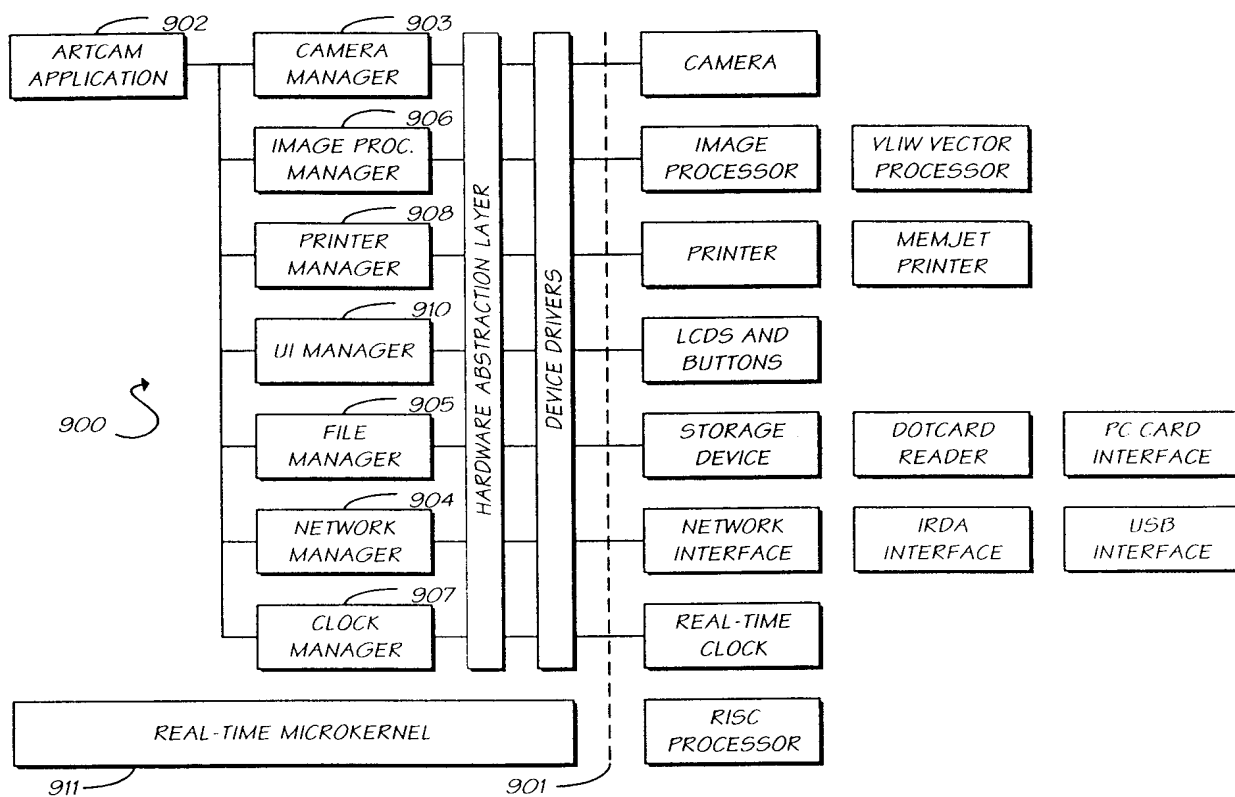 902
903
ARTCAM
APPLICATION
CAMERA
MANAGER
CAMERA
906
IMAGE PROC.
MANAGER
IMAGE
PROCESSOR
VLIW VECTOR
PROCESSOR
908
PRINTER
MANAGER
PRINTER
MEMJET
PRINTER
910
UI MANAGER
LCDS AND
BUTTONS
HARDWARE ABSTRACTION LAYER
DEVICE DRIVERS
900
905
FILE
MANAGER
STORAGE
DEVICE
DOTCARD
READER
PC CARD
INTERFACE
904
NETWORK
MANAGER
NETWORK
INTERFACE
IRDA
INTERFACE
USB
INTERFACE
907
CLOCK
MANAGER
REAL-TIME
CLOCK
REAL-TIME MICROKERNEL
RISC
PROCESSOR
911
901